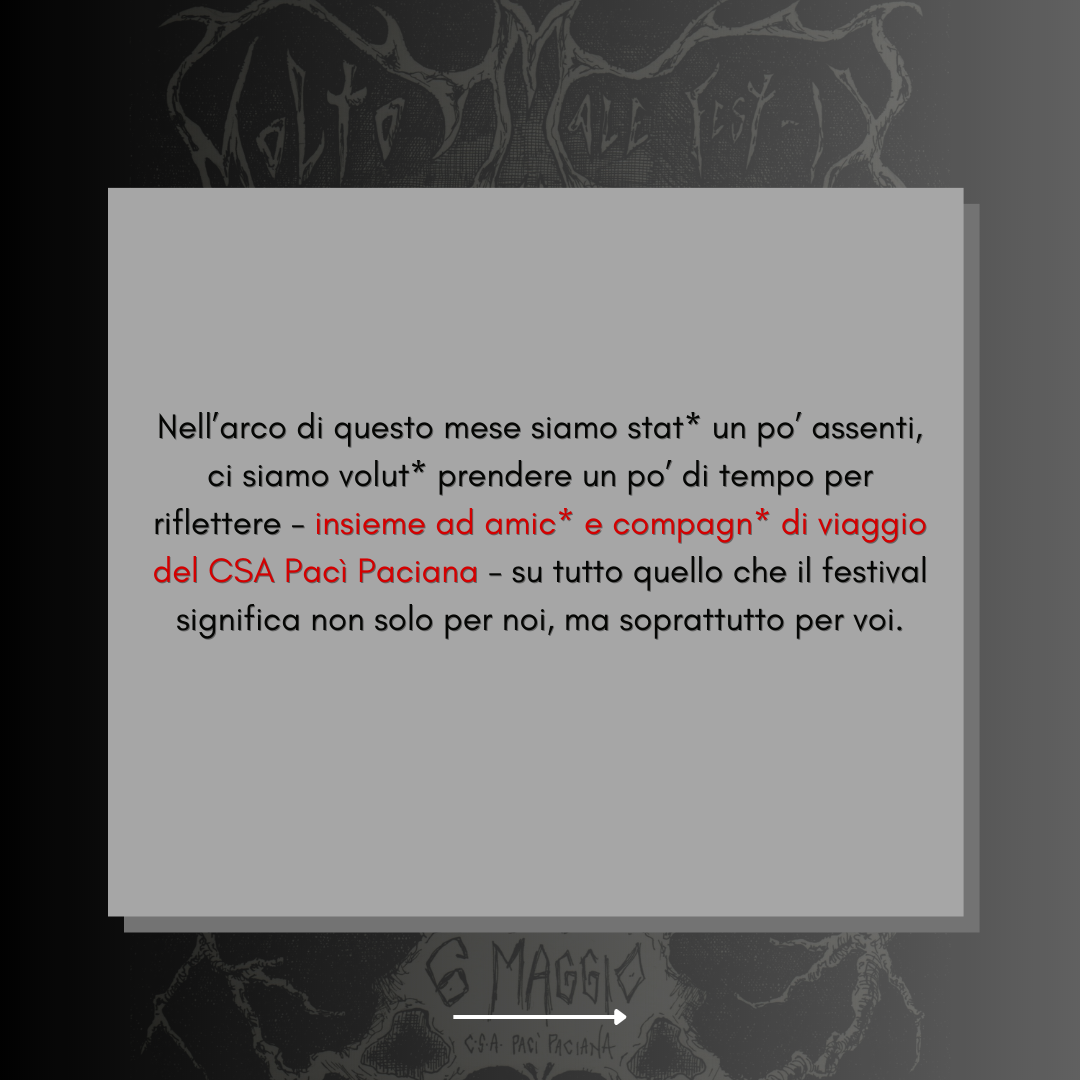 MOLTO MALE FEST-IX
Nell’arco di questo mese siamo stat* un po’ assenti,
ci siamo volut* prendere un po’ di tempo per
riflettere – insieme ad amic* e compagn* di viaggio
del CSA Pacì Paciana – su tutto quello che il festival
significa non solo per noi, ma soprattutto per voi.
6 MAGGIO
C·S·A· PACI' PACIANA